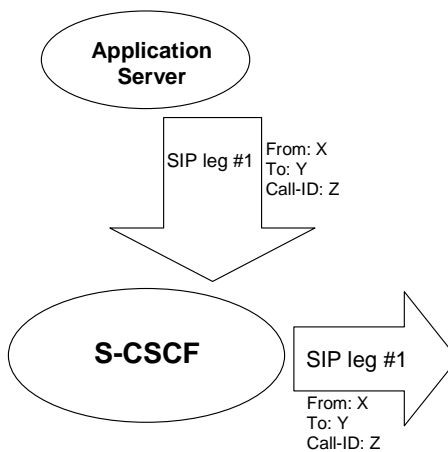 Application
Server
SIP leg #1
From: X
To: Y
Call-ID: Z
S-CSCF
SIP leg #1
From: X
To: Y
Call-ID: Z